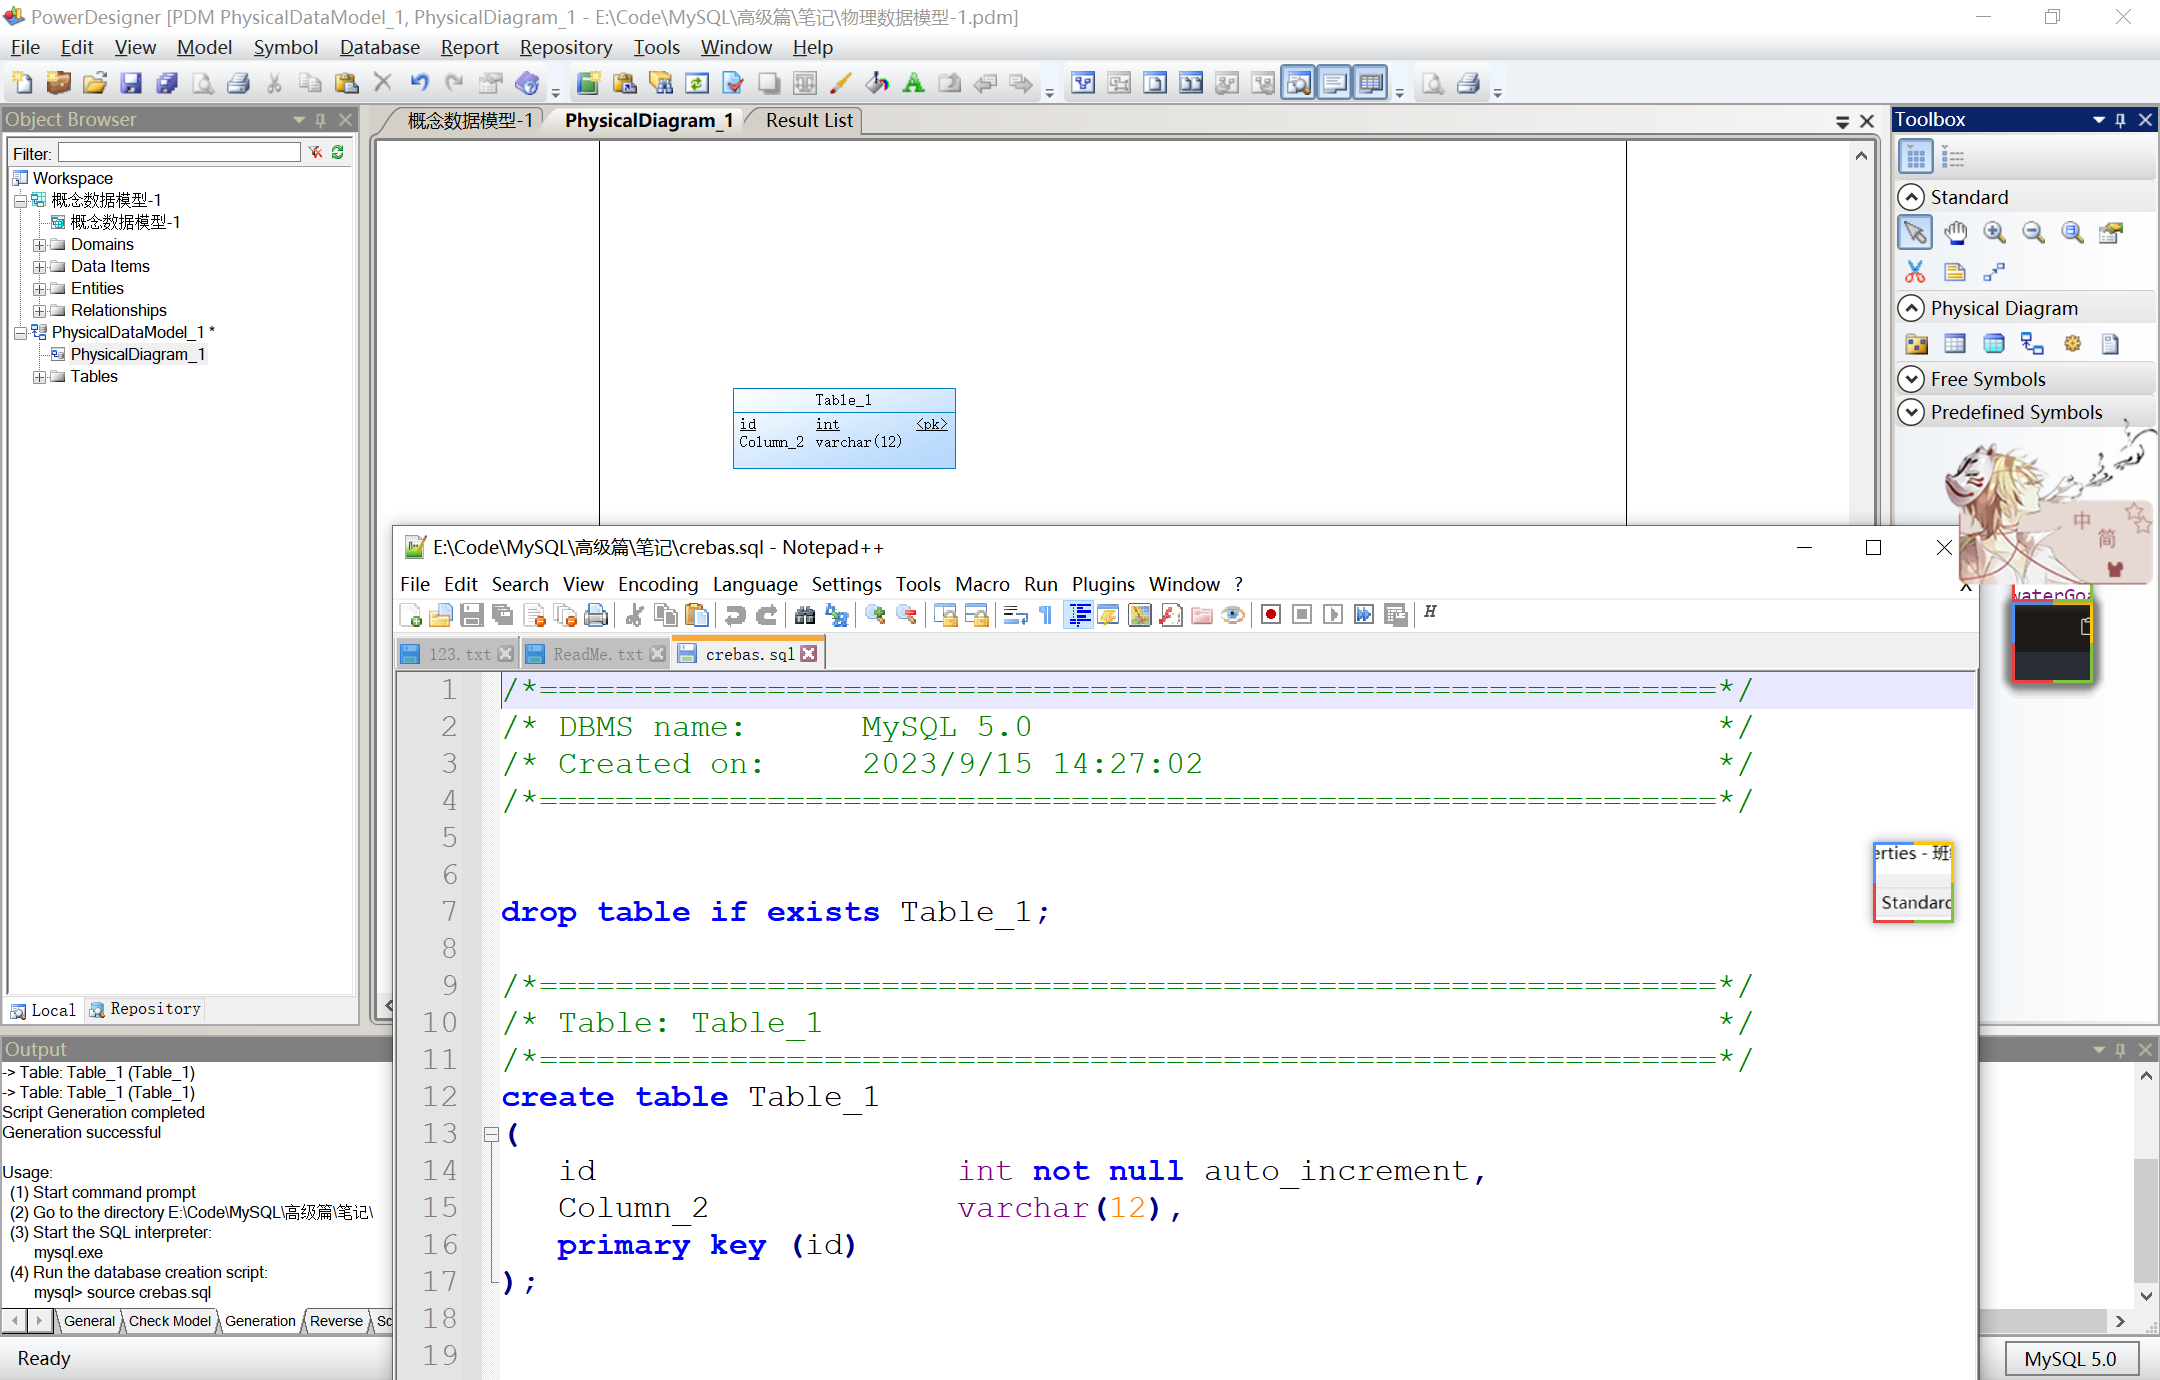 PowerDesigner [PDM PhysicalDataModel_1, PhysicalDiagram_1 - E:\Code\MySQL\高级篇\笔记\物理数据模型-1.pdm]
File Edit View Model Symbol Database Report Repository Tools Window Help
Object Browser
Filter:
Workspace
概念数据模型-1
概念数据模型-1
Domains
Data Items
Entities
Relationships
PhysicalDataModel_1 *
PhysicalDiagram_1
Tables
Local Repository
概念数据模型-1 PhysicalDiagram_1 Result List
Table_1
id int <pk>
Column_2 varchar(12)
Toolbox
Standard
Physical Diagram
Free Symbols
Predefined Symbols
中
简
E:\Code\MySQL\高级篇\笔记\crebas.sql - Notepad++
File Edit Search View Encoding Language Settings Tools Macro Run Plugins Window ?
123.txt ReadMe.txt crebas.sql
1 /*==============================================================*/
2 /* DBMS name:      MySQL 5.0                                    */
3 /* Created on:     2023/9/15 14:27:02                           */
4 /*==============================================================*/
5
6
7 drop table if exists Table_1;
8
9 /*==============================================================*/
10 /* Table: Table_1                                               */
11 /*==============================================================*/
12 create table Table_1
13 (
14    id                   int not null auto_increment,
15    Column_2             varchar(12),
16    primary key (id)
17 );
18
19
erties - 班
Standard
Output
-> Table: Table_1 (Table_1)
-> Table: Table_1 (Table_1)
Script Generation completed
Generation successful
Usage:
(1) Start command prompt
(2) Go to the directory E:\Code\MySQL\高级篇\笔记\
(3) Start the SQL interpreter:
mysql.exe
(4) Run the database creation script:
mysql> source crebas.sql
General Check Model Generation Reverse Sc
Ready
MySQL 5.0